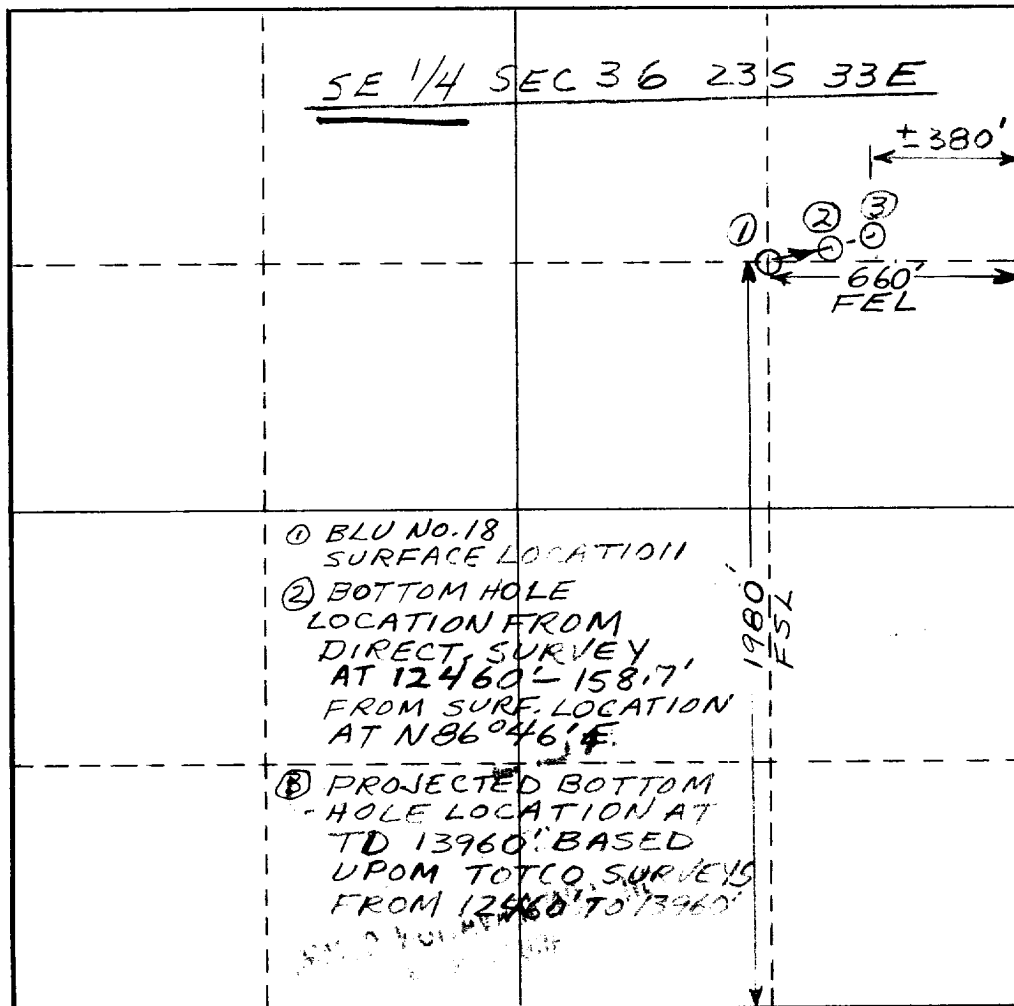 SE 1/4 SEC 36 23S 33E
±380'
① ② ③
660'
FEL
1980'
FSL
① BLU No. 18
SURFACE LOCATION
② BOTTOM HOLE
LOCATION FROM
DIRECT. SURVEY
AT 12460' - 158.7'
FROM SURF. LOCATION
AT N86°46'E.
③ PROJECTED BOTTOM
HOLE LOCATION AT
TD 13960'. BASED
UPOM TOTCO SURVEYS
FROM 12460' TO 13960'